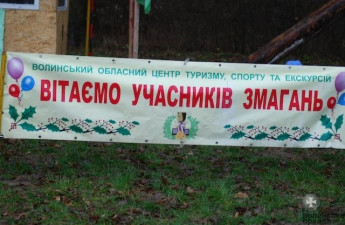 ВОЛИНСЬКИЙ ОБЛАСНИЙ ЦЕНТР ТУРИЗМУ, СПОРТУ ТА ЕКСКУРСІЙ
ВІТАЄМО УЧАСНИКІВ ЗМАГАНЬ